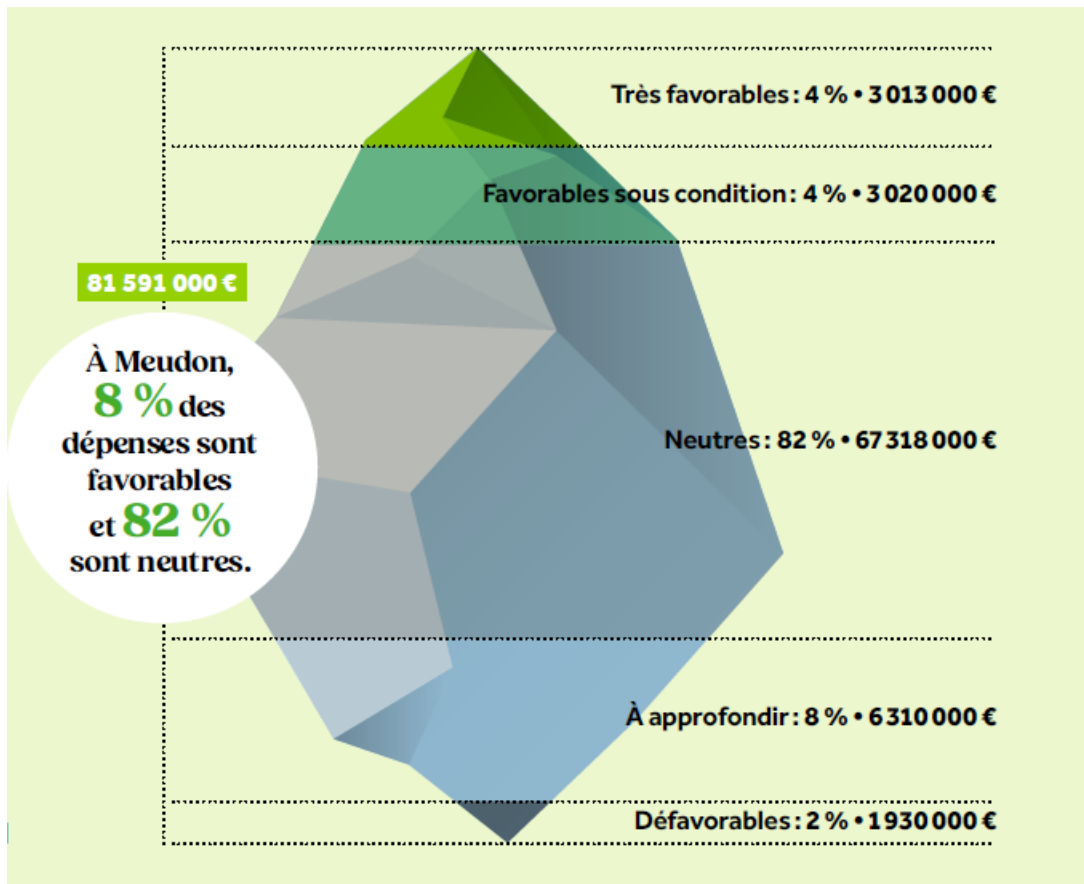 Très favorables : 4 % • 3 013 000 €
Favorables sous condition : 4 % • 3 020 000 €
81 591 000 €
À Meudon,
8 % des
dépenses sont
favorables
et 82 %
sont neutres.
Neutres : 82 % • 67 318 000 €
À approfondir : 8 % • 6 310 000 €
Défavorables : 2 % • 1 930 000 €